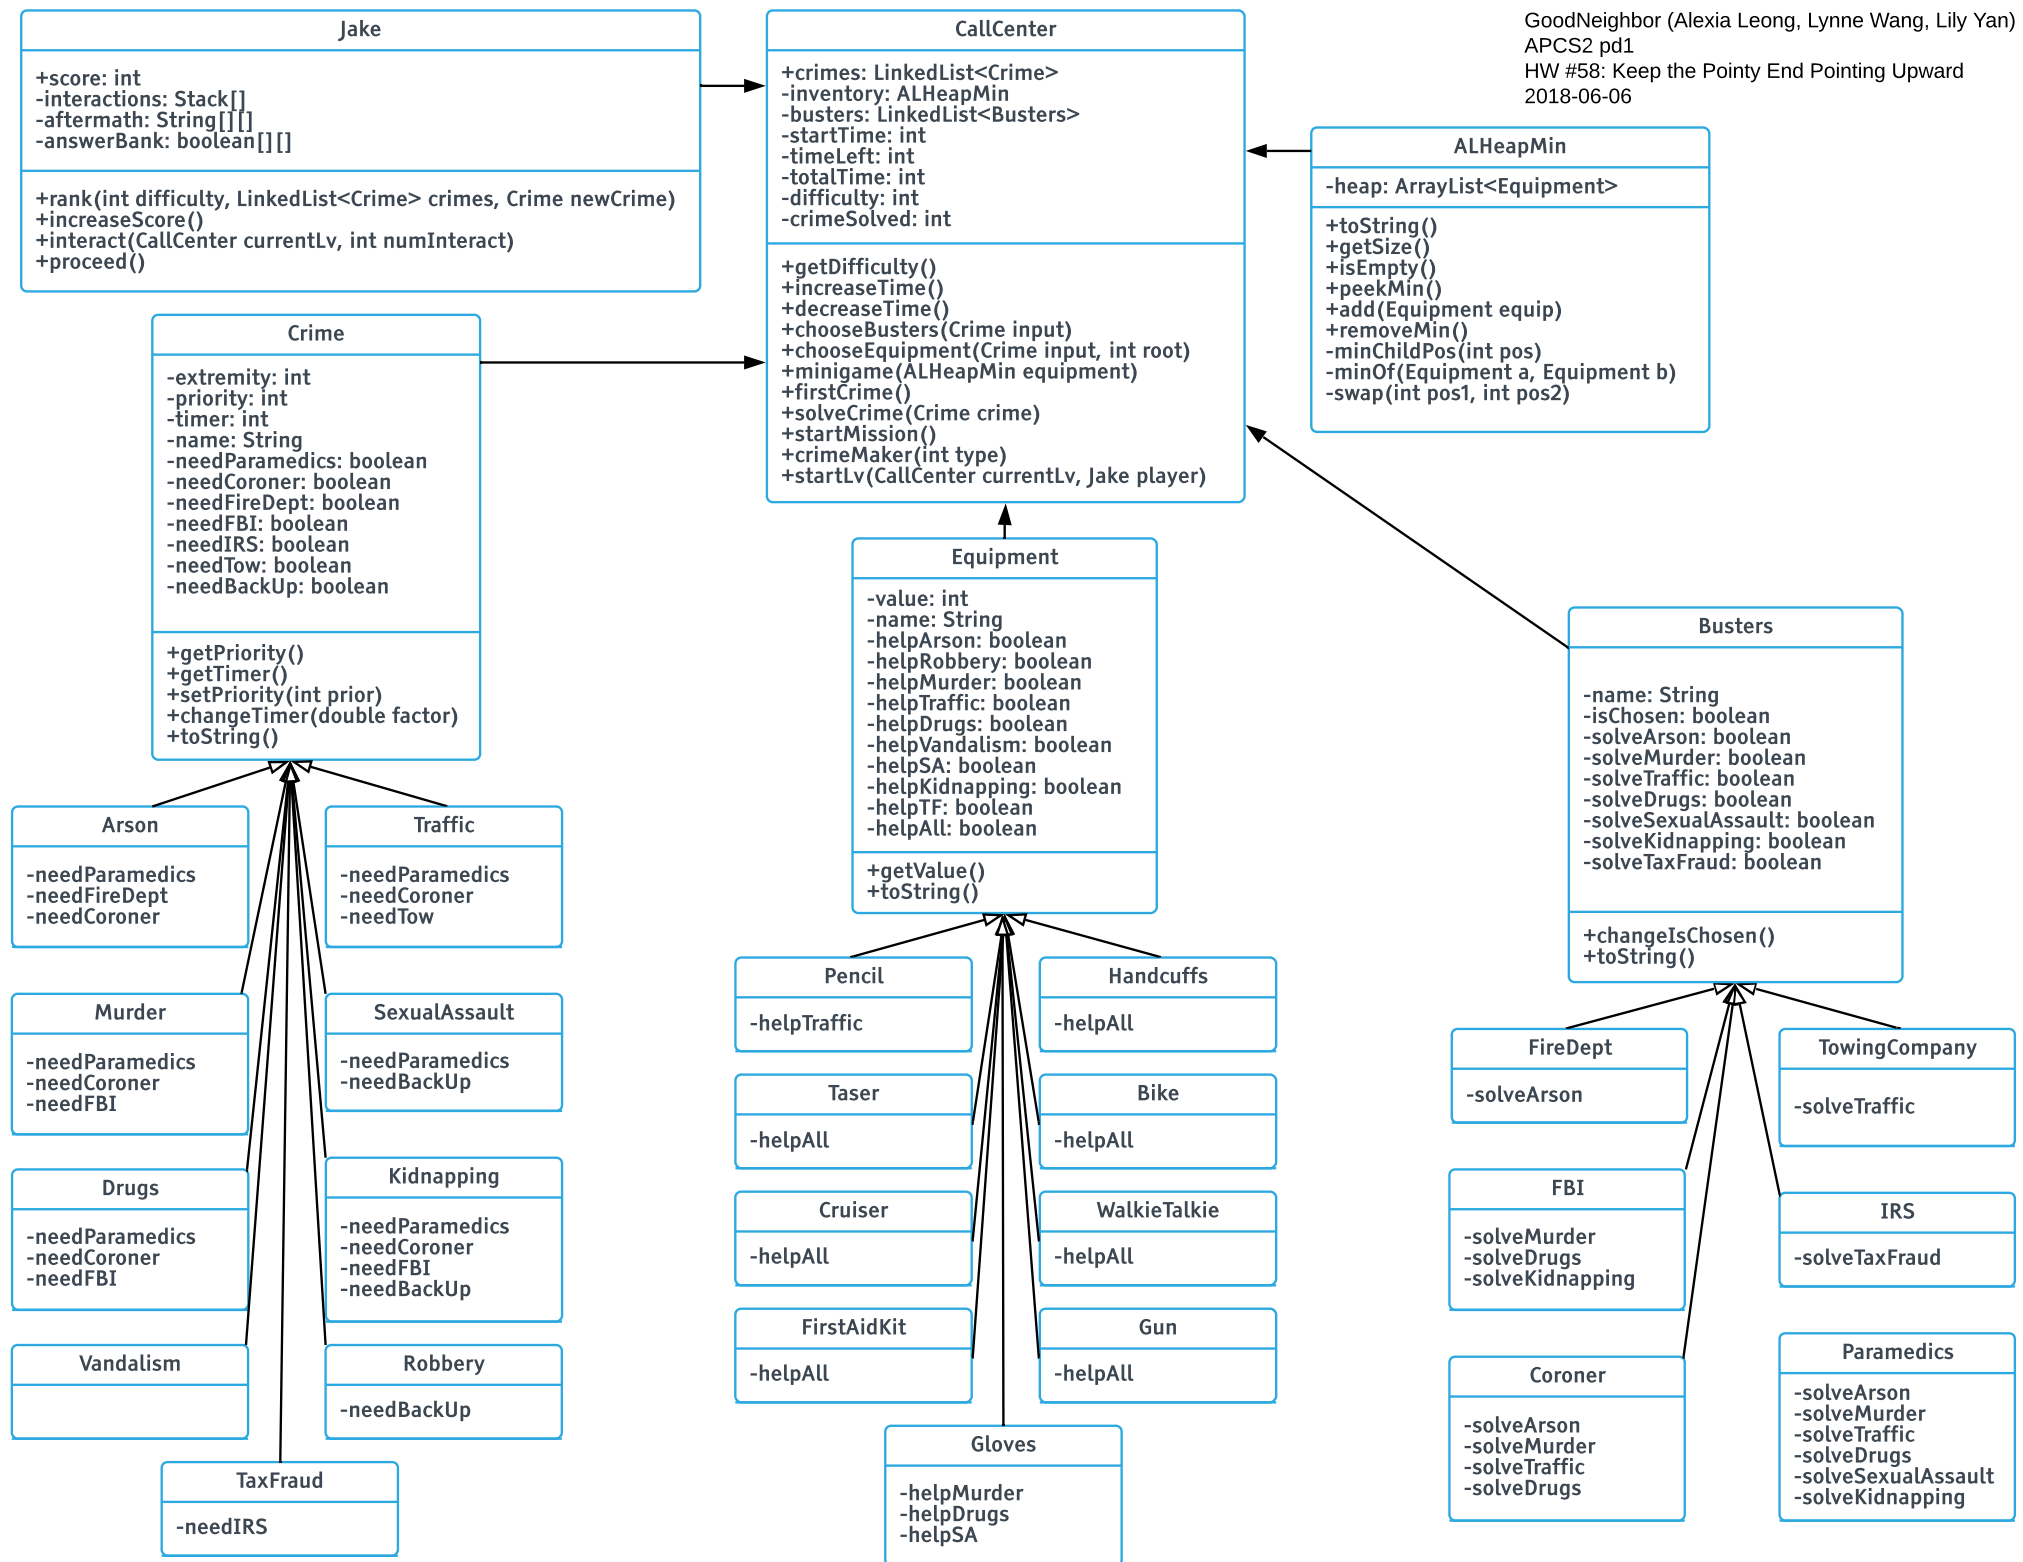 GoodNeighbor (Alexia Leong, Lynne Wang, Lily Yan)
APCS2 pd1
HW #58: Keep the Pointy End Pointing Upward
2018-06-06
Jake
+score: int
-interactions: Stack[]
-aftermath: String[][]
-answerBank: boolean[][]
+rank(int difficulty, LinkedList<Crime> crimes, Crime newCrime)
+increaseScore()
+interact(CallCenter currentLv, int numInteract)
+proceed()
CallCenter
+crimes: LinkedList<Crime>
-inventory: ALHeapMin
-busters: LinkedList<Busters>
-startTime: int
-timeLeft: int
-totalTime: int
-difficulty: int
-crimeSolved: int
+getDifficulty()
+increaseTime()
+decreaseTime()
+chooseBusters(Crime input)
+chooseEquipment(Crime input, int root)
+minigame(ALHeapMin equipment)
+firstCrime()
+solveCrime(Crime crime)
+startMission()
+crimeMaker(int type)
+startLv(CallCenter currentLv, Jake player)
ALHeapMin
-heap: ArrayList<Equipment>
+toString()
+getSize()
+isEmpty()
+peekMin()
+add(Equipment equip)
+removeMin()
-minChildPos(int pos)
-minOf(Equipment a, Equipment b)
-swap(int pos1, int pos2)
Crime
-extremity: int
-priority: int
-timer: int
-name: String
-needParamedics: boolean
-needCoroner: boolean
-needFireDept: boolean
-needFBI: boolean
-needIRS: boolean
-needTow: boolean
-needBackUp: boolean
+getPriority()
+getTimer()
+setPriority(int prior)
+changeTimer(double factor)
+toString()
Equipment
-value: int
-name: String
-helpArson: boolean
-helpRobbery: boolean
-helpMurder: boolean
-helpTraffic: boolean
-helpDrugs: boolean
-helpVandalism: boolean
-helpSA: boolean
-helpKidnapping: boolean
-helpTF: boolean
-helpAll: boolean
+getValue()
+toString()
Busters
-name: String
-isChosen: boolean
-solveArson: boolean
-solveMurder: boolean
-solveTraffic: boolean
-solveDrugs: boolean
-solveSexualAssault: boolean
-solveKidnapping: boolean
-solveTaxFraud: boolean
+changeIsChosen()
+toString()
Arson
-needParamedics
-needFireDept
-needCoroner
Traffic
-needParamedics
-needCoroner
-needTow
Murder
-needParamedics
-needCoroner
-needFBI
SexualAssault
-needParamedics
-needBackUp
Drugs
-needParamedics
-needCoroner
-needFBI
Kidnapping
-needParamedics
-needCoroner
-needFBI
-needBackUp
Vandalism
Robbery
-needBackUp
TaxFraud
-needIRS
Pencil
-helpTraffic
Handcuffs
-helpAll
Taser
-helpAll
Bike
-helpAll
Cruiser
-helpAll
WalkieTalkie
-helpAll
FirstAidKit
-helpAll
Gun
-helpAll
Gloves
-helpMurder
-helpDrugs
-helpSA
FireDept
-solveArson
TowingCompany
-solveTraffic
FBI
-solveMurder
-solveDrugs
-solveKidnapping
IRS
-solveTaxFraud
Coroner
-solveArson
-solveMurder
-solveTraffic
-solveDrugs
Paramedics
-solveArson
-solveMurder
-solveTraffic
-solveDrugs
-solveSexualAssault
-solveKidnapping